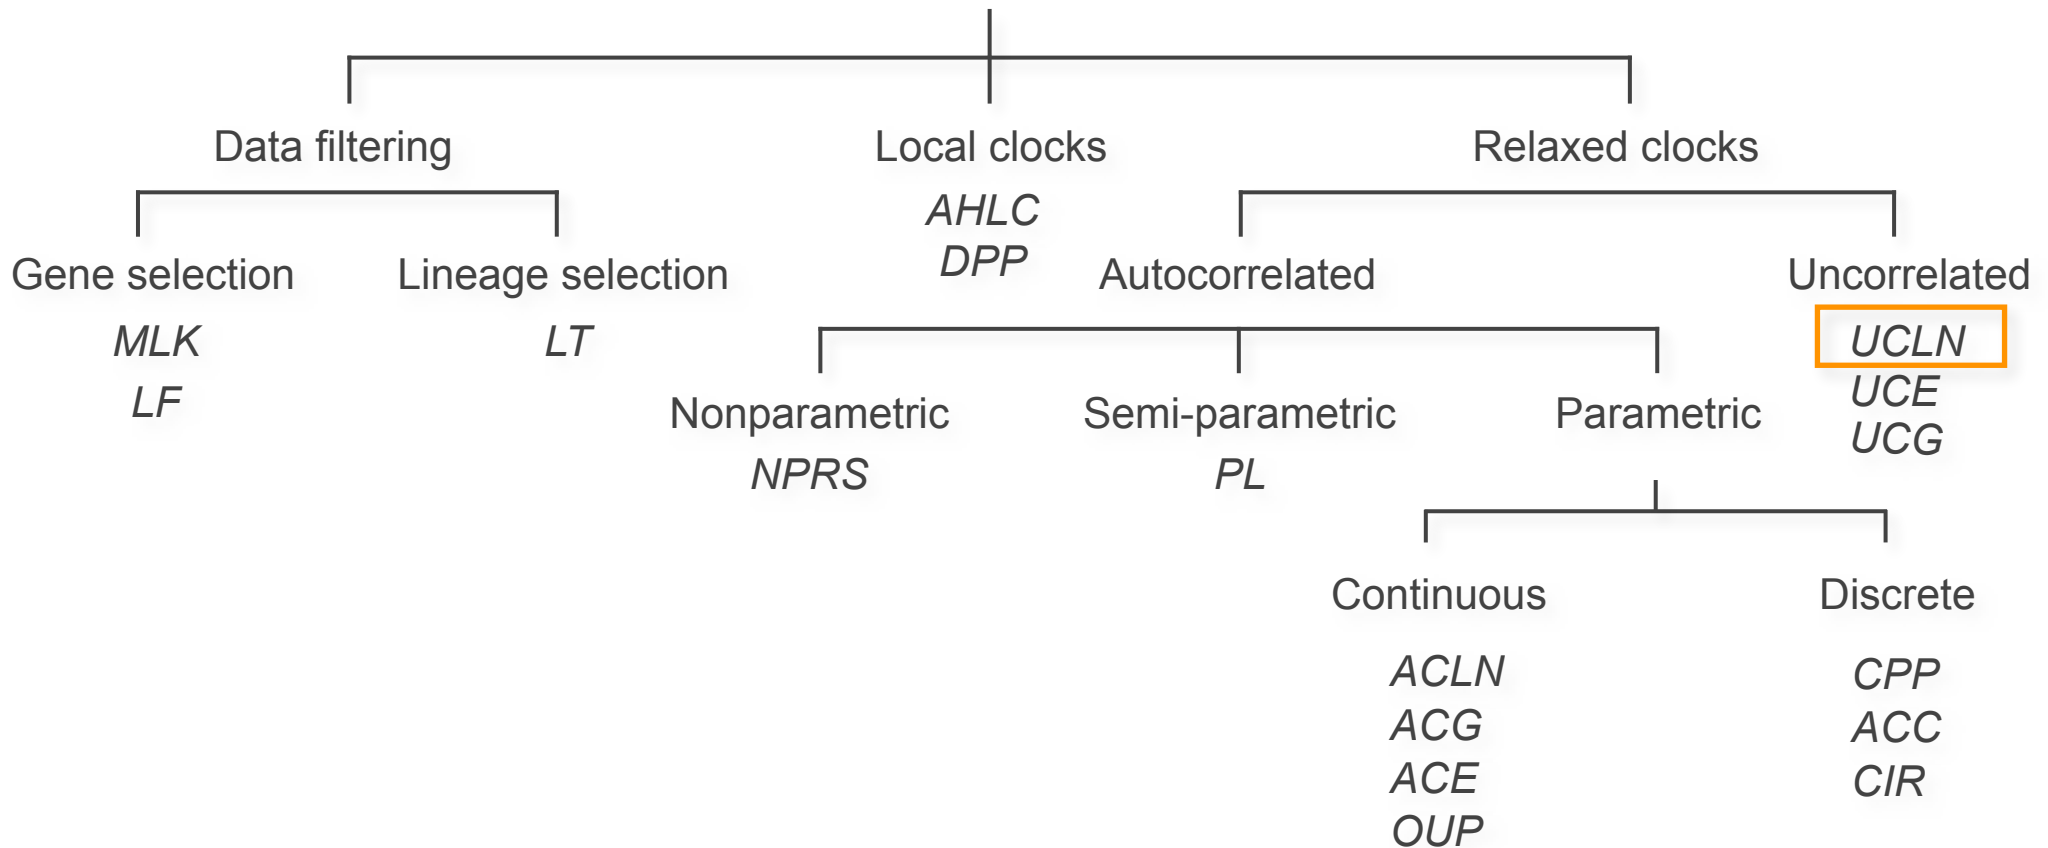 Data filtering
Local clocks
Relaxed clocks
AHLC
DPP
Gene selection
Lineage selection
Autocorrelated
Uncorrelated
MLK
LF
LT
UCLN
UCE
UCG
Nonparametric
NPRS
Semi-parametric
PL
Parametric
Continuous
Discrete
ACLN
ACG
ACE
OUP
CPP
ACC
CIR